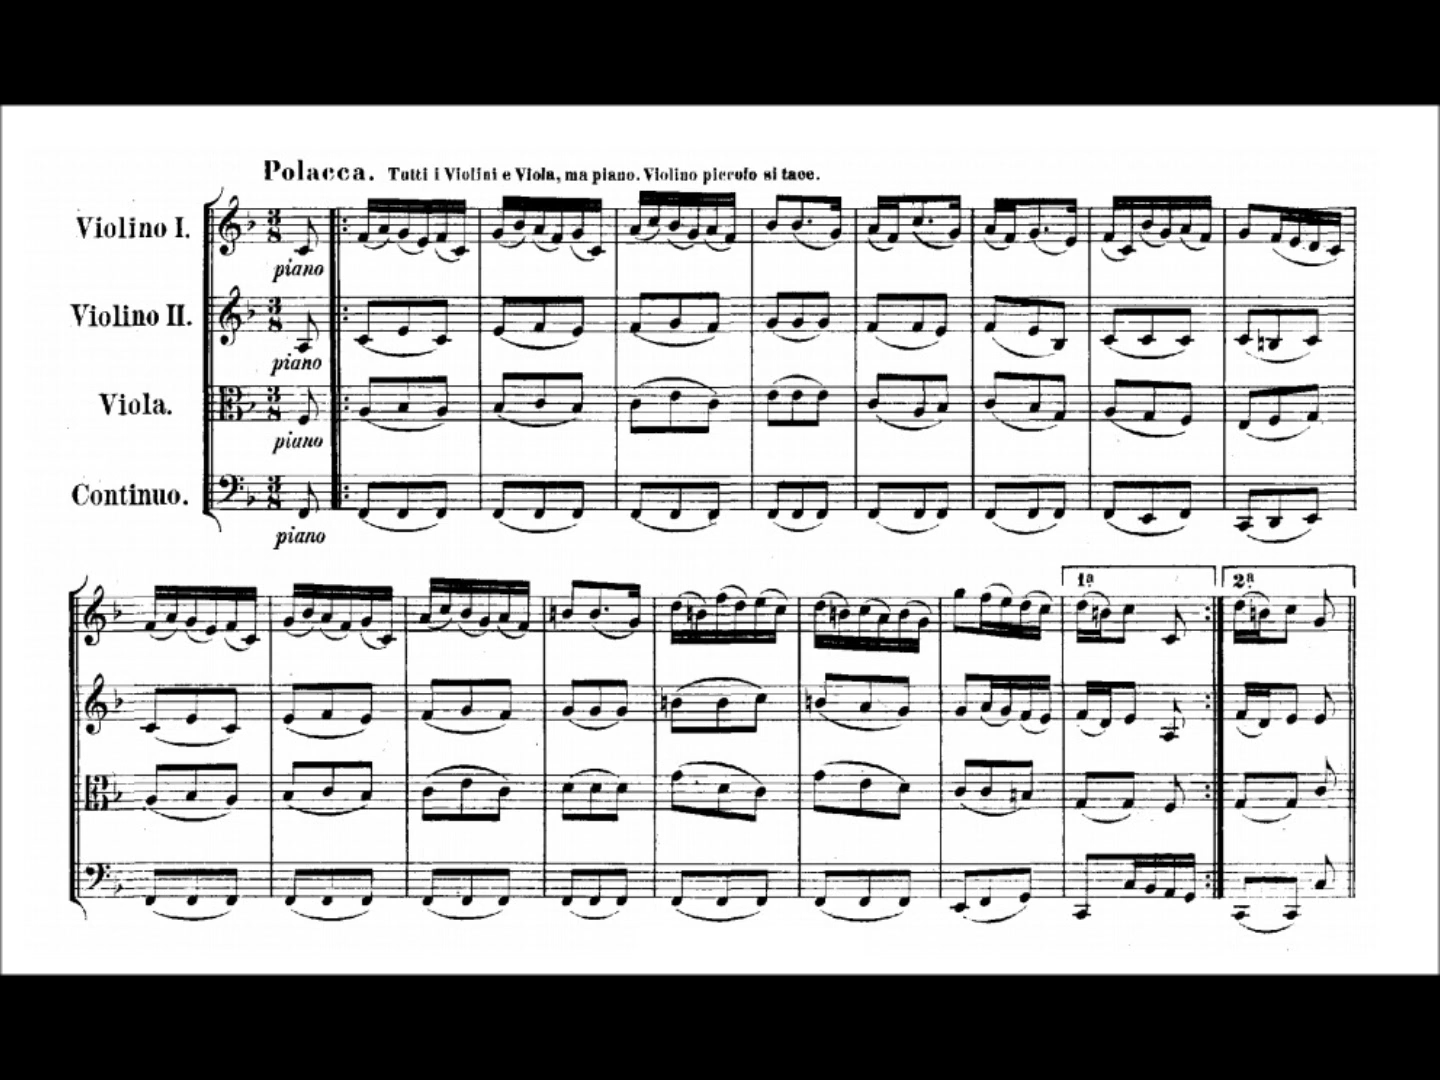 Polacca. Tutti i Violini e Viola, ma piano. Violino piccolo si tace.
Violino I.
piano
Violino II.
piano
Viola.
piano
Continuo.
piano
1ª 2ª